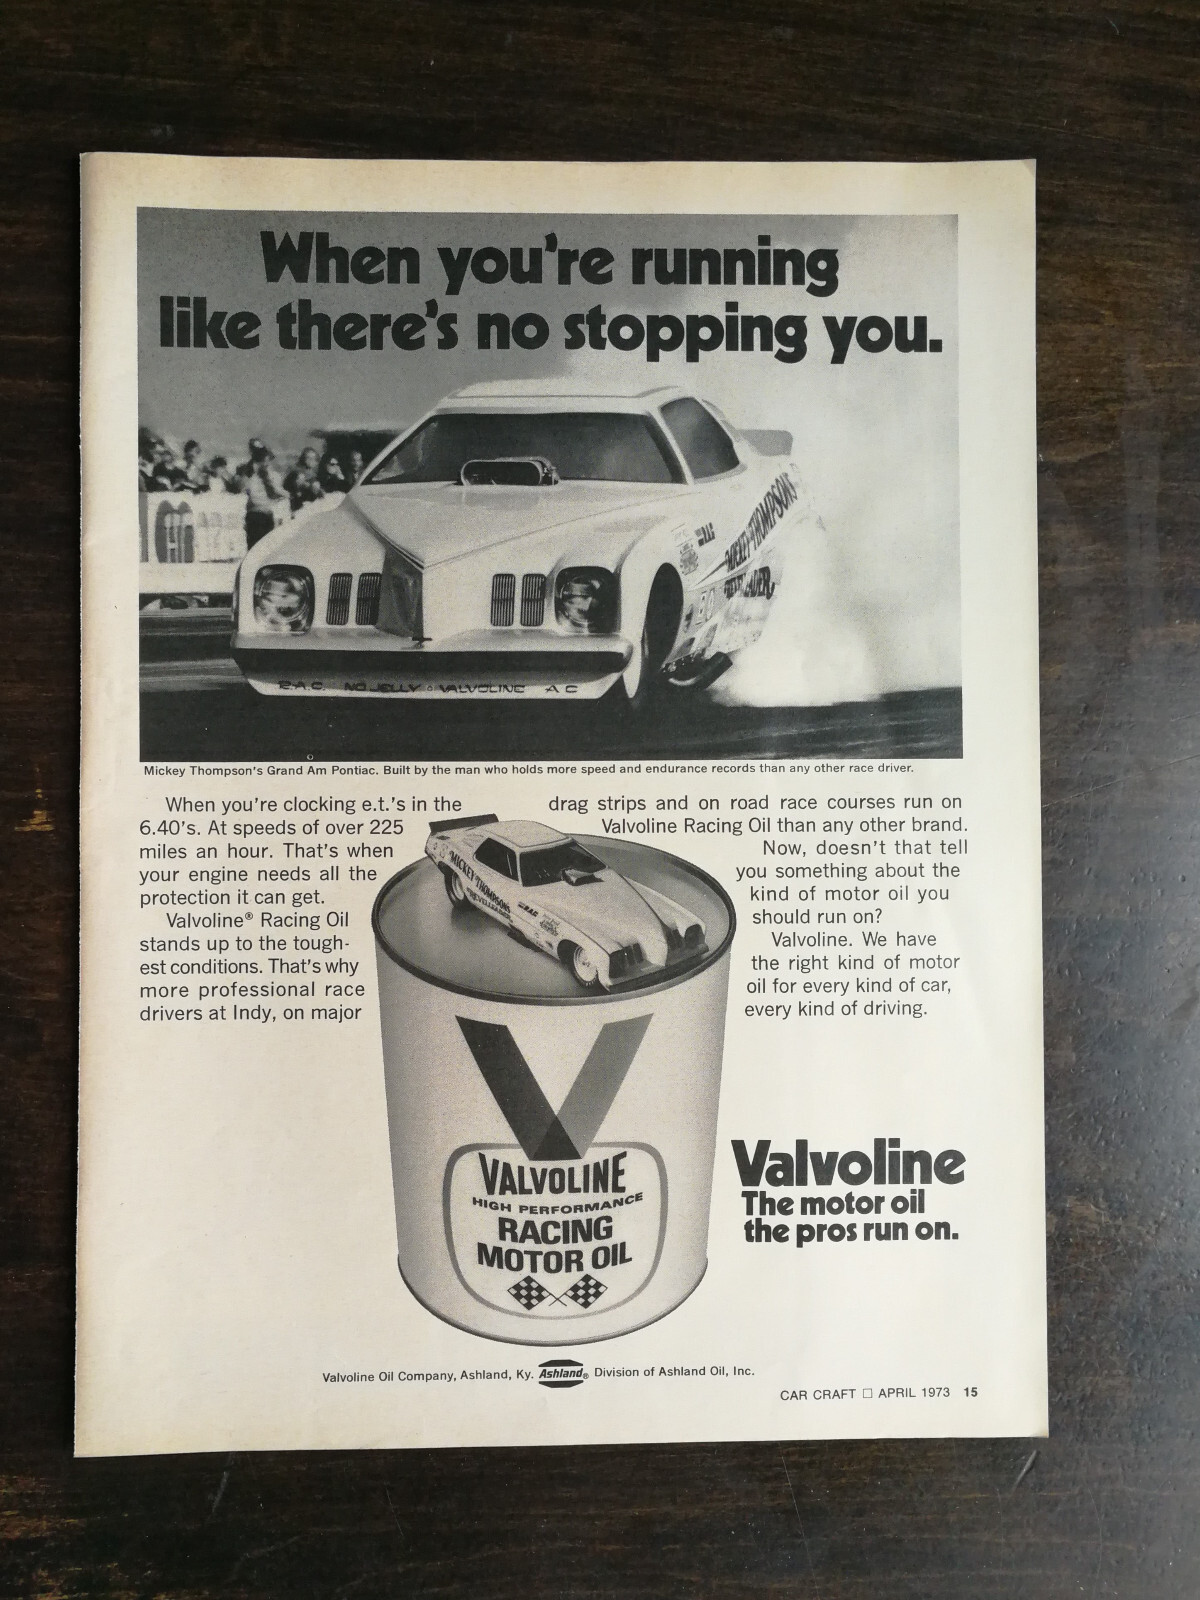 When you're running
like there's no stopping you.
MICKEY THOMPSON'S
R.A.C. NO JELLY VALVOLINE A C
Mickey Thompson's Grand Am Pontiac. Built by the man who holds more speed and endurance records than any other race driver.
When you're clocking e.t.'s in the
6.40's. At speeds of over 225
miles an hour. That's when
your engine needs all the
protection it can get.
Valvoline® Racing Oil
stands up to the tough-
est conditions. That's why
more professional race
drivers at Indy, on major
drag strips and on road race courses run on
Valvoline Racing Oil than any other brand.
Now, doesn't that tell
you something about the
kind of motor oil you
should run on?
Valvoline. We have
the right kind of motor
oil for every kind of car,
every kind of driving.
MICKEY THOMPSON'S
V
VALVOLINE
HIGH PERFORMANCE
RACING
MOTOR OIL
Valvoline
The motor oil
the pros run on.
Valvoline Oil Company, Ashland, Ky. Ashland® Division of Ashland Oil, Inc.
CAR CRAFT □ APRIL 1973 15